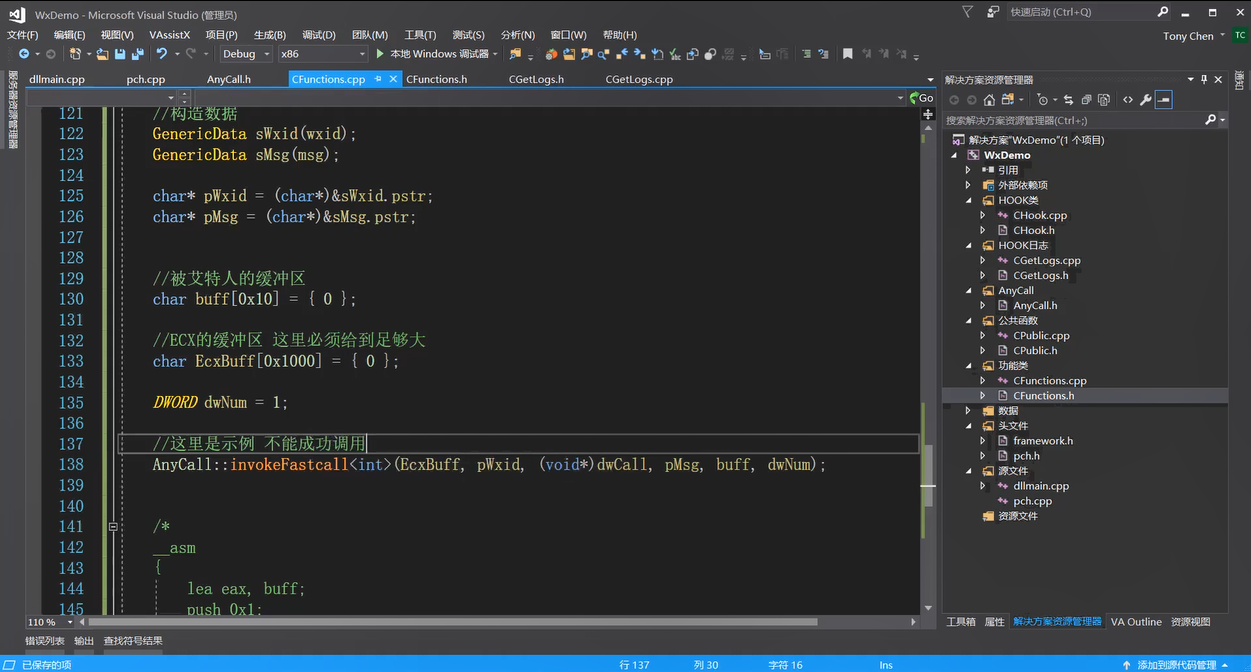 WxDemo - Microsoft Visual Studio (管理员)
快速启动 (Ctrl+Q)
文件(F) 编辑(E) 视图(V) VAssistX 项目(P) 生成(B) 调试(D) 团队(M) 工具(T) 测试(S) 分析(N) 窗口(W) 帮助(H)
Tony Chen TC
Debug x86 本地 Windows 调试器
服务器资源管理器
dllmain.cpp pch.cpp AnyCall.h CFunctions.cpp CFunctions.h CGetLogs.h CGetLogs.cpp
Go
121 //构造数据
122 GenericData sWxid(wxid);
123 GenericData sMsg(msg);
124
125 char* pWxid = (char*)&sWxid.pstr;
126 char* pMsg = (char*)&sMsg.pstr;
127
128
129 //被艾特人的缓冲区
130 char buff[0x10] = { 0 };
131
132 //ECX的缓冲区 这里必须给到足够大
133 char EcxBuff[0x1000] = { 0 };
134
135 DWORD dwNum = 1;
136
137 //这里是示例 不能成功调用
138 AnyCall::invokeFastcall<int>(EcxBuff, pWxid, (void*)dwCall, pMsg, buff, dwNum);
139
140
141 /*
142 __asm
143 {
144 lea eax, buff;
145 push 0x1;
110 %
错误列表 输出 查找符号结果
解决方案资源管理器
搜索解决方案资源管理器(Ctrl+;)
解决方案"WxDemo"(1 个项目)
WxDemo
引用
外部依赖项
HOOK类
CHook.cpp
CHook.h
HOOK日志
CGetLogs.cpp
CGetLogs.h
AnyCall
AnyCall.h
公共函数
CPublic.cpp
CPublic.h
功能类
CFunctions.cpp
CFunctions.h
数据
头文件
framework.h
pch.h
源文件
dllmain.cpp
pch.cpp
资源文件
工具箱 属性 解决方案资源管理器 VA Outline 资源视图
通知
已保存的项 行 137 列 30 字符 16 Ins 添加到源代码管理